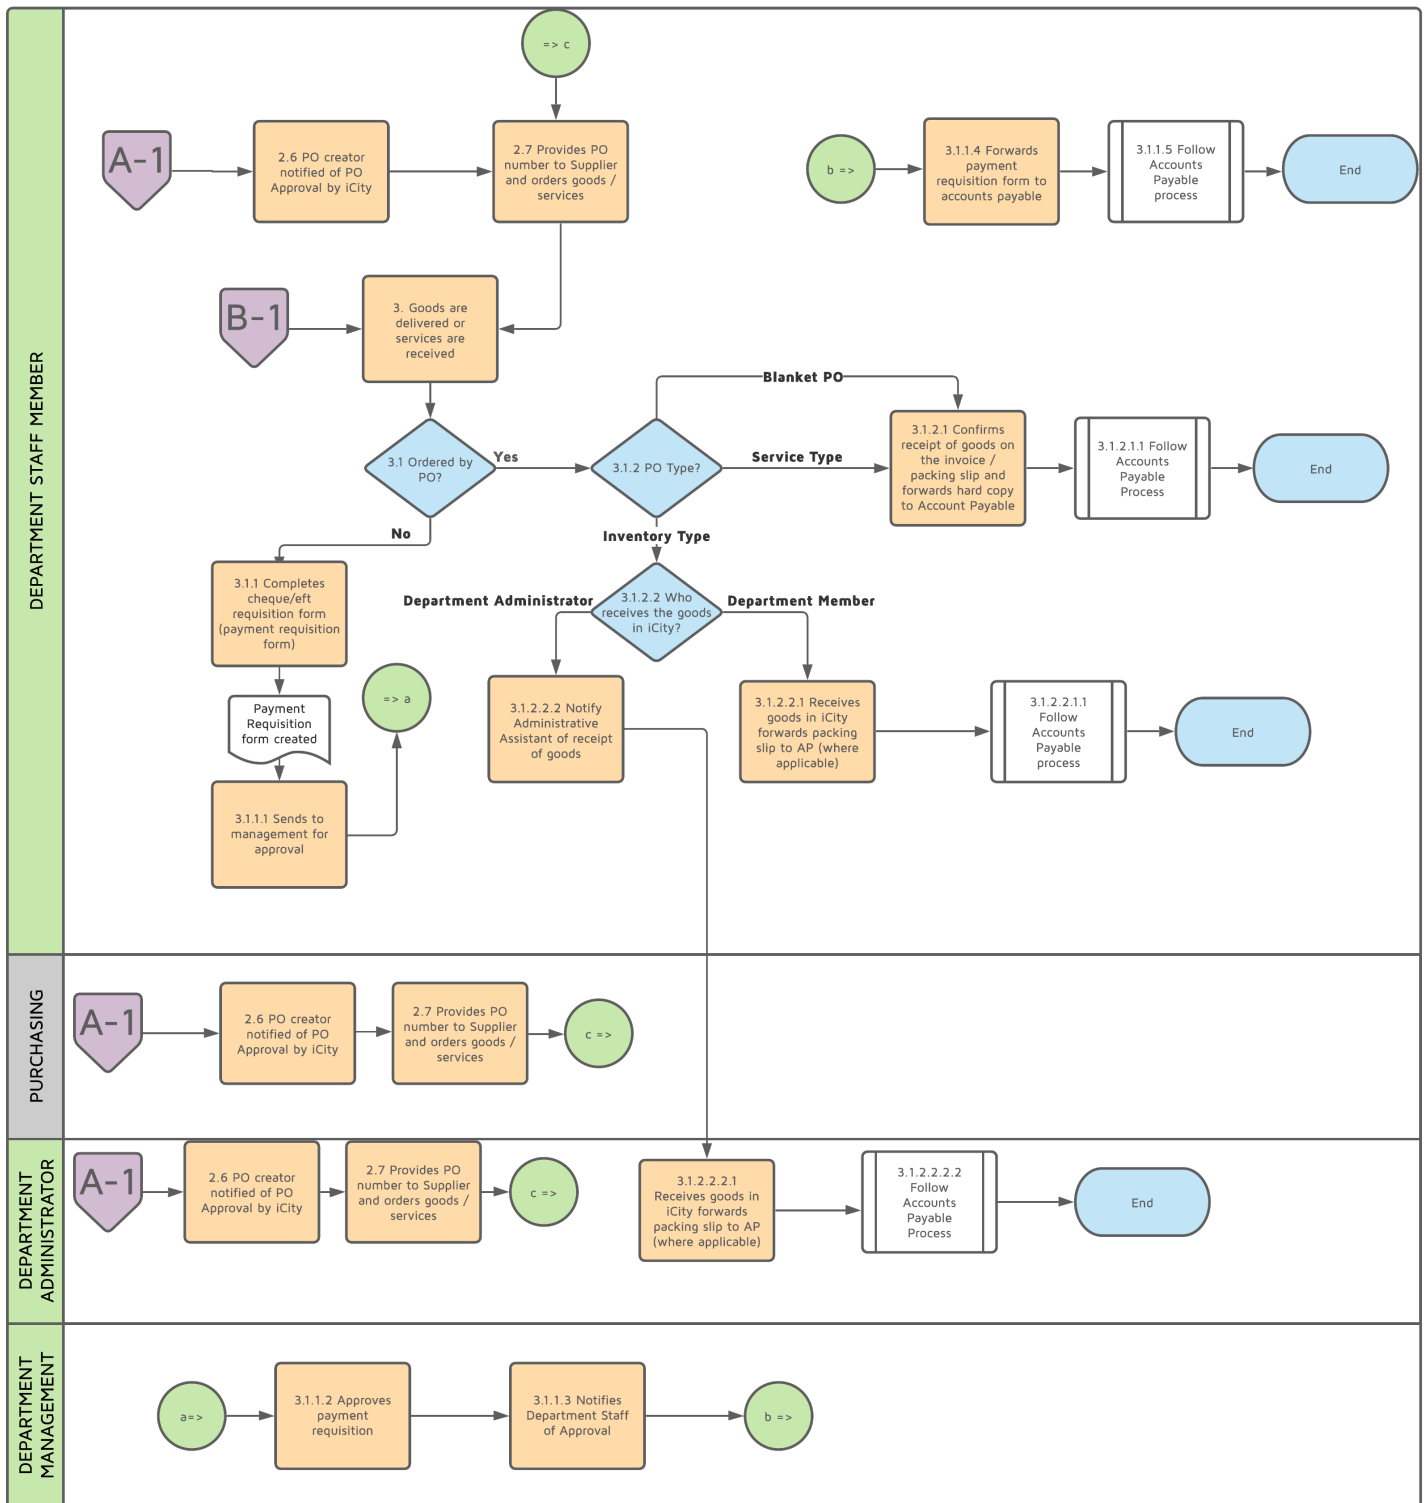 DEPARTMENT STAFF MEMBER
=> c
A-1
2.6 PO creator
notified of PO
Approval by iCity
2.7 Provides PO
number to Supplier
and orders goods /
services
b =>
3.1.1.4 Forwards
payment
requisition form to
accounts payable
3.1.1.5 Follow
Accounts
Payable
process
End
B-1
3. Goods are
delivered or
services are
received
Blanket PO
3.1 Ordered by
PO?
Yes
3.1.2 PO Type?
Service Type
3.1.2.1 Confirms
receipt of goods on
the invoice /
packing slip and
forwards hard copy
to Account Payable
3.1.2.1.1 Follow
Accounts
Payable
Process
End
No
Inventory Type
3.1.1 Completes
cheque/eft
requisition form
(payment requisition
form)
Department Administrator
3.1.2.2 Who
receives the goods
in iCity?
Department Member
Payment
Requisition
form created
=> a
3.1.2.2.2 Notify
Administrative
Assistant of receipt
of goods
3.1.2.2.1 Receives
goods in iCity
forwards packing
slip to AP (where
applicable)
3.1.2.2.1.1
Follow
Accounts
Payable
process
End
3.1.1.1 Sends to
management for
approval
PURCHASING
A-1
2.6 PO creator
notified of PO
Approval by iCity
2.7 Provides PO
number to Supplier
and orders goods /
services
c =>
DEPARTMENT
ADMINISTRATOR
A-1
2.6 PO creator
notified of PO
Approval by iCity
2.7 Provides PO
number to Supplier
and orders goods /
services
c =>
3.1.2.2.2.1
Receives goods in
iCity forwards
packing slip to AP
(where applicable)
3.1.2.2.2.2
Follow
Accounts
Payable
Process
End
DEPARTMENT
MANAGEMENT
a=>
3.1.1.2 Approves
payment
requisition
3.1.1.3 Notifies
Department Staff
of Approval
b =>